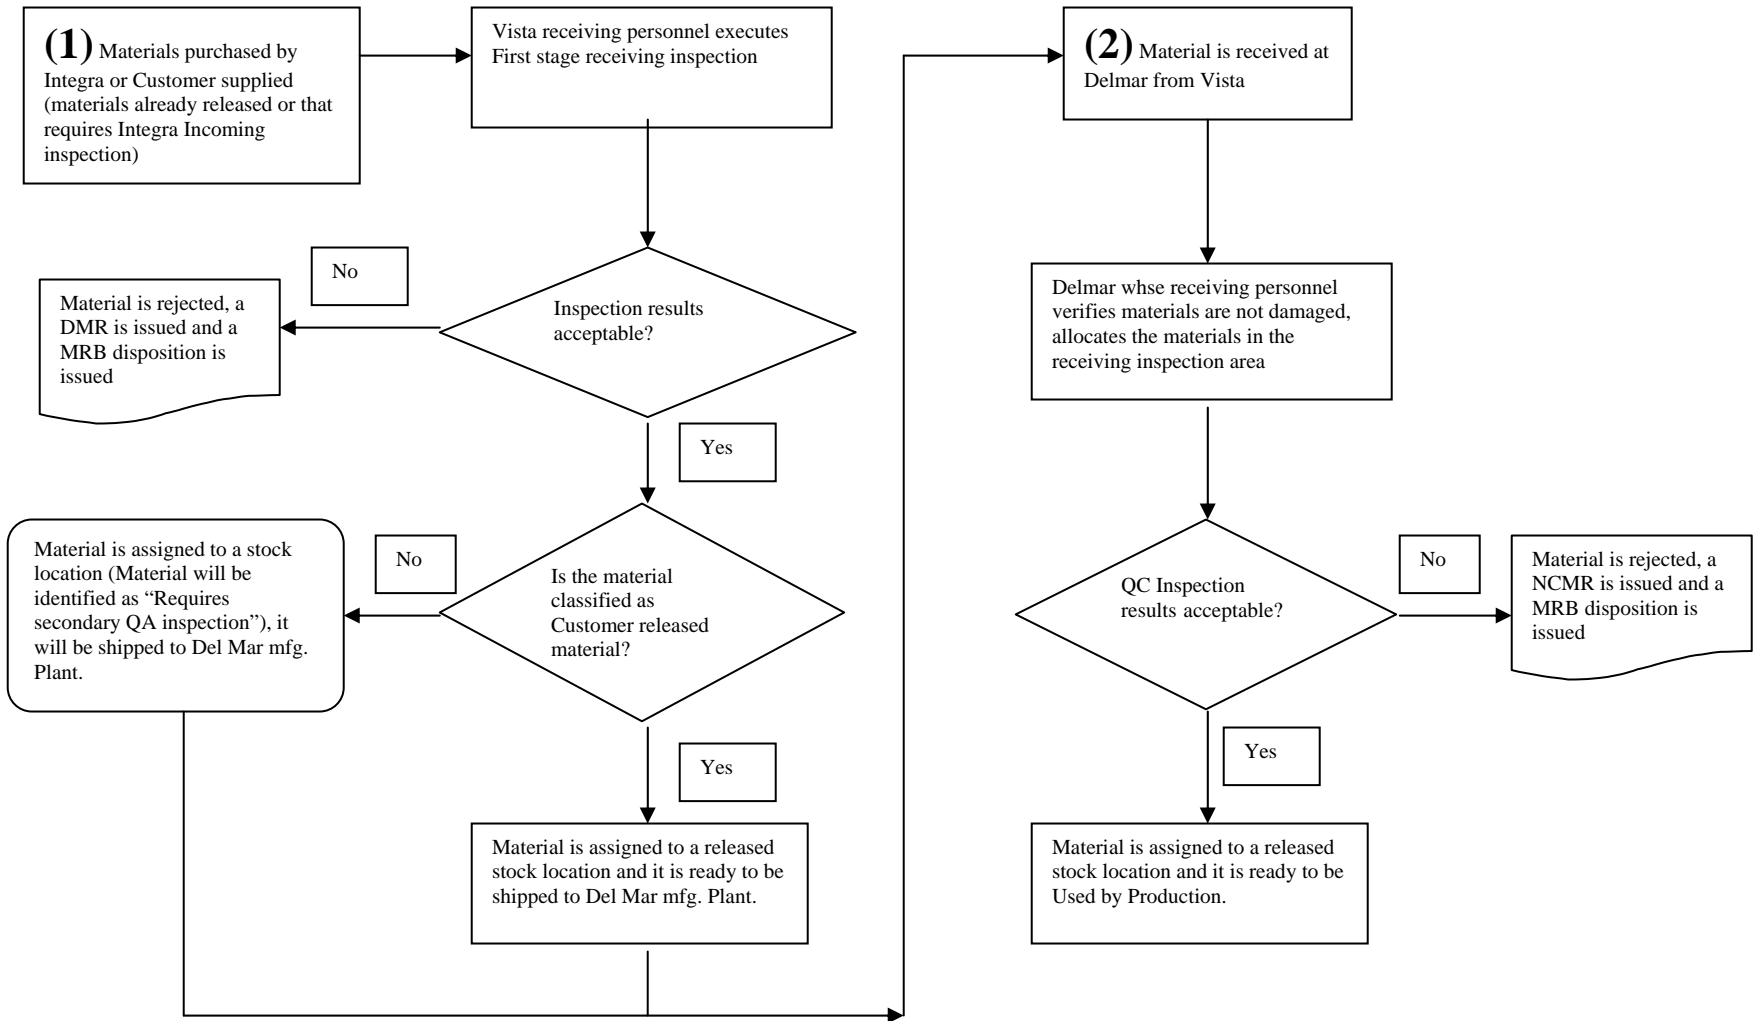 (1) Materials purchased by
Integra or Customer supplied
(materials already released or that
requires Integra Incoming
inspection)
Vista receiving personnel executes
First stage receiving inspection
No
Material is rejected, a
DMR is issued and a
MRB disposition is
issued
Inspection results
acceptable?
Yes
Material is assigned to a stock
location (Material will be
identified as “Requires
secondary QA inspection”), it
will be shipped to Del Mar mfg.
Plant.
No
Is the material
classified as
Customer released
material?
Yes
Material is assigned to a released
stock location and it is ready to be
shipped to Del Mar mfg. Plant.
(2) Material is received at
Delmar from Vista
Delmar whse receiving personnel
verifies materials are not damaged,
allocates the materials in the
receiving inspection area
QC Inspection
results acceptable?
No
Material is rejected, a
NCMR is issued and a
MRB disposition is
issued
Yes
Material is assigned to a released
stock location and it is ready to be
Used by Production.